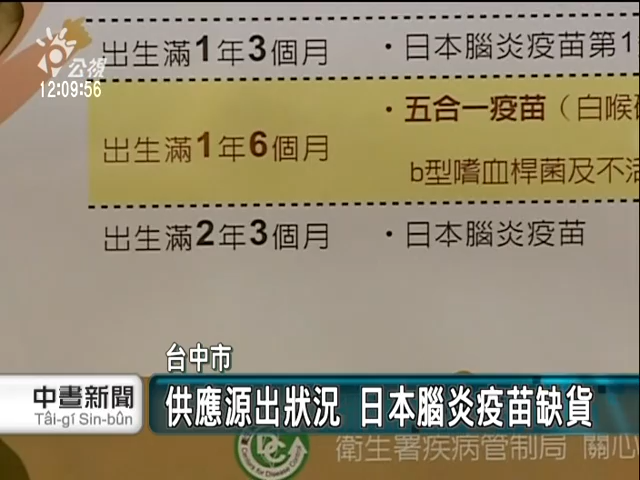 公視
12:09:56
出生滿1年3個月 ・日本腦炎疫苗第1
出生滿1年6個月 ・五合一疫苗（白喉
b型嗜血桿菌及不活
出生滿2年3個月 ・日本腦炎疫苗
台中市
中晝新聞 供應源出狀況 日本腦炎疫苗缺貨
Tâi-gí Sin-bûn
衛生署疾病管制局 關心